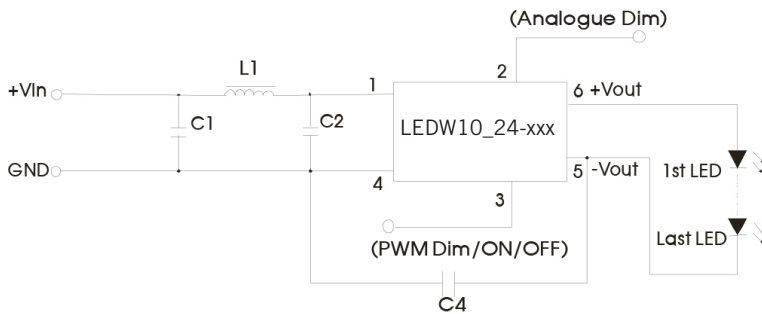 (Analogue Dim)
L1
+VIn
1
2
6 +Vout
C1
C2
LEDW10_24-xxx
GND
4
5 -Vout
1st LED
3
(PWM Dim/ON/OFF)
Last LED
C4